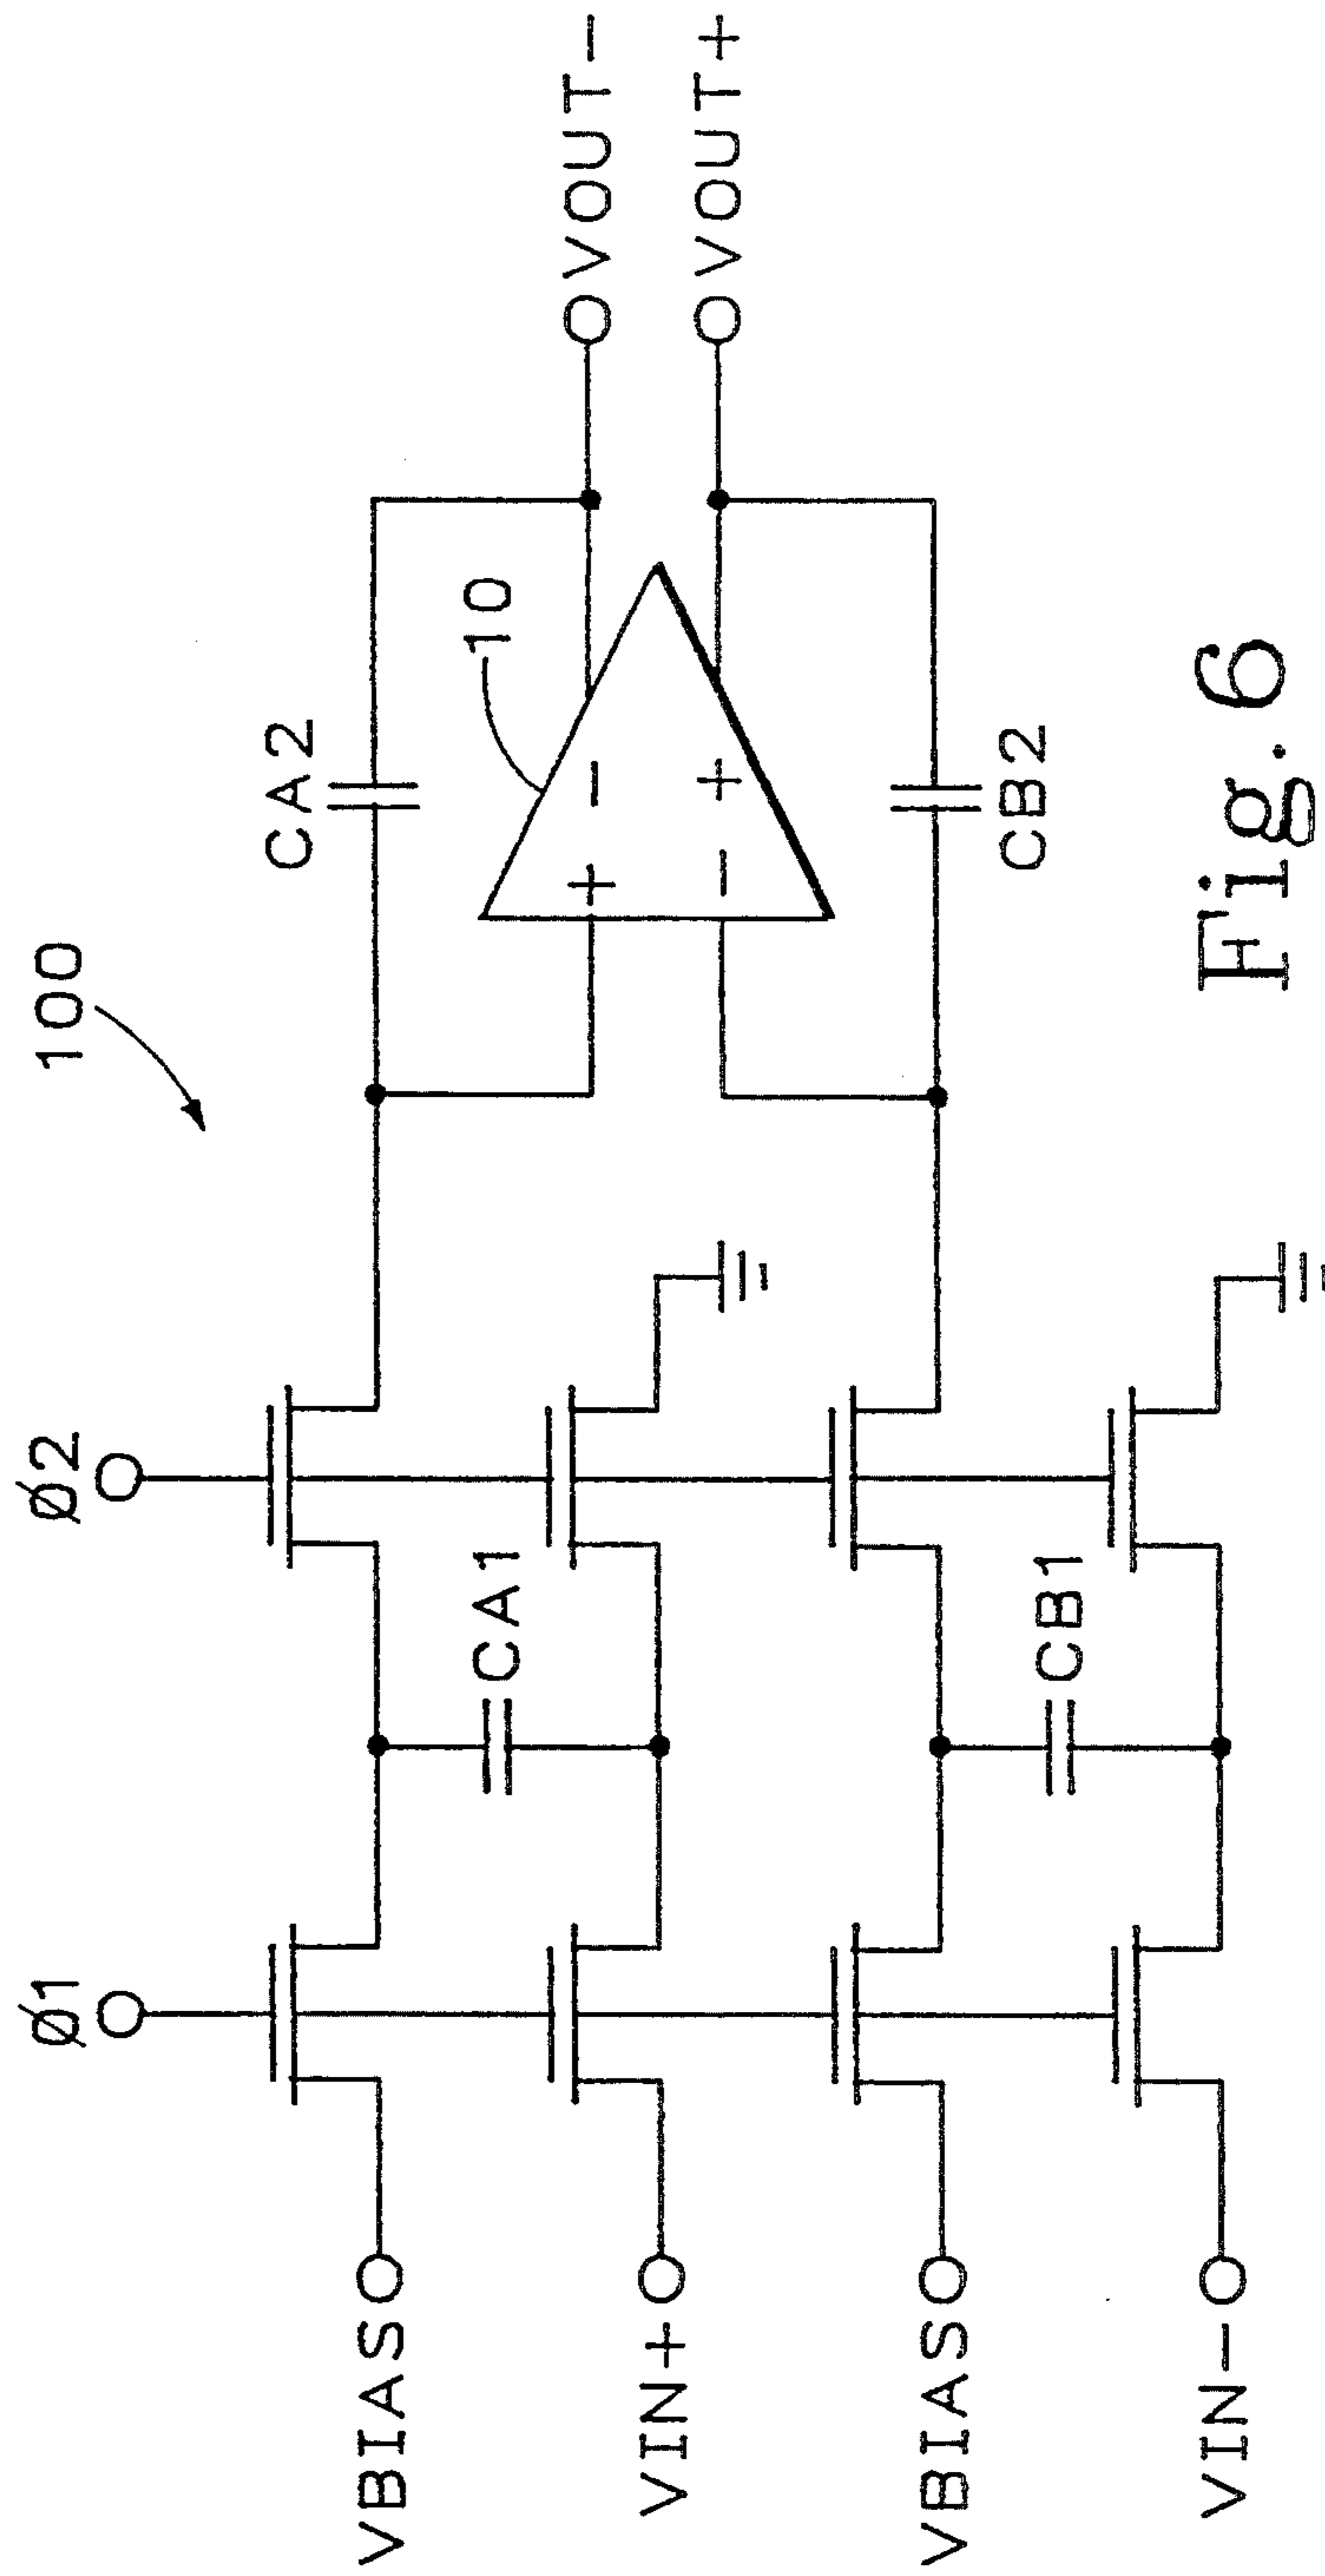 100
Ø1
Ø2
VBIAS
CA2
10
VOUT-
+
-
CA1
VIN+
-
+
VOUT+
VBIAS
CB2
CB1
VIN-
Fig. 6